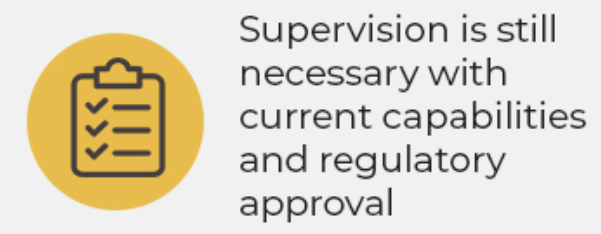 Supervision is still
necessary with
current capabilities
and regulatory
approval